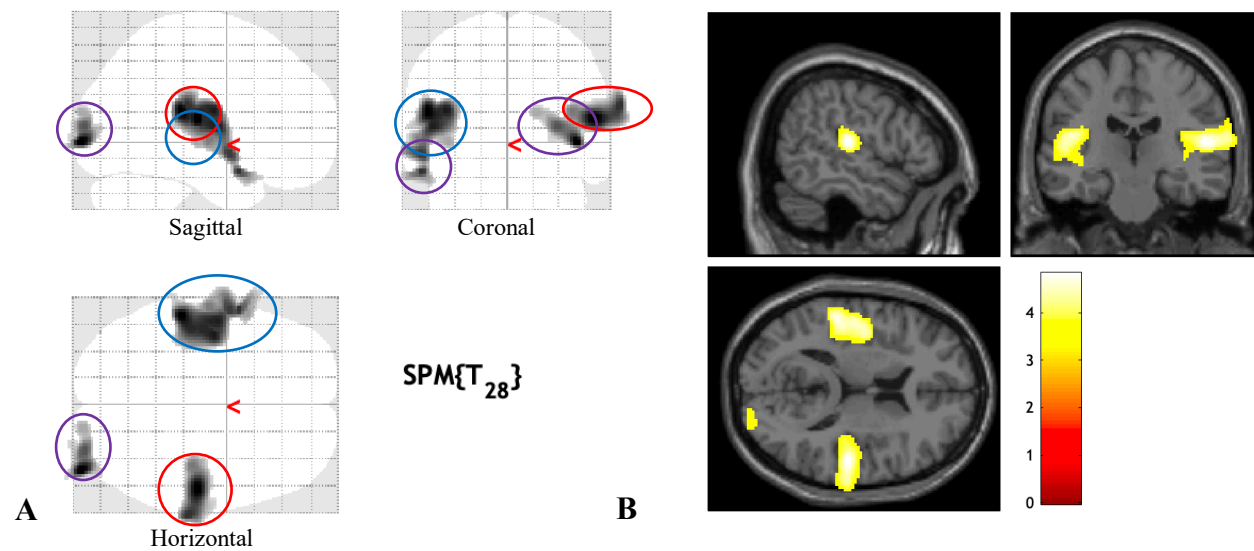 Sagittal
Coronal
<
<
<
SPM{T28}
A
Horizontal
B
4
3
2
1
0